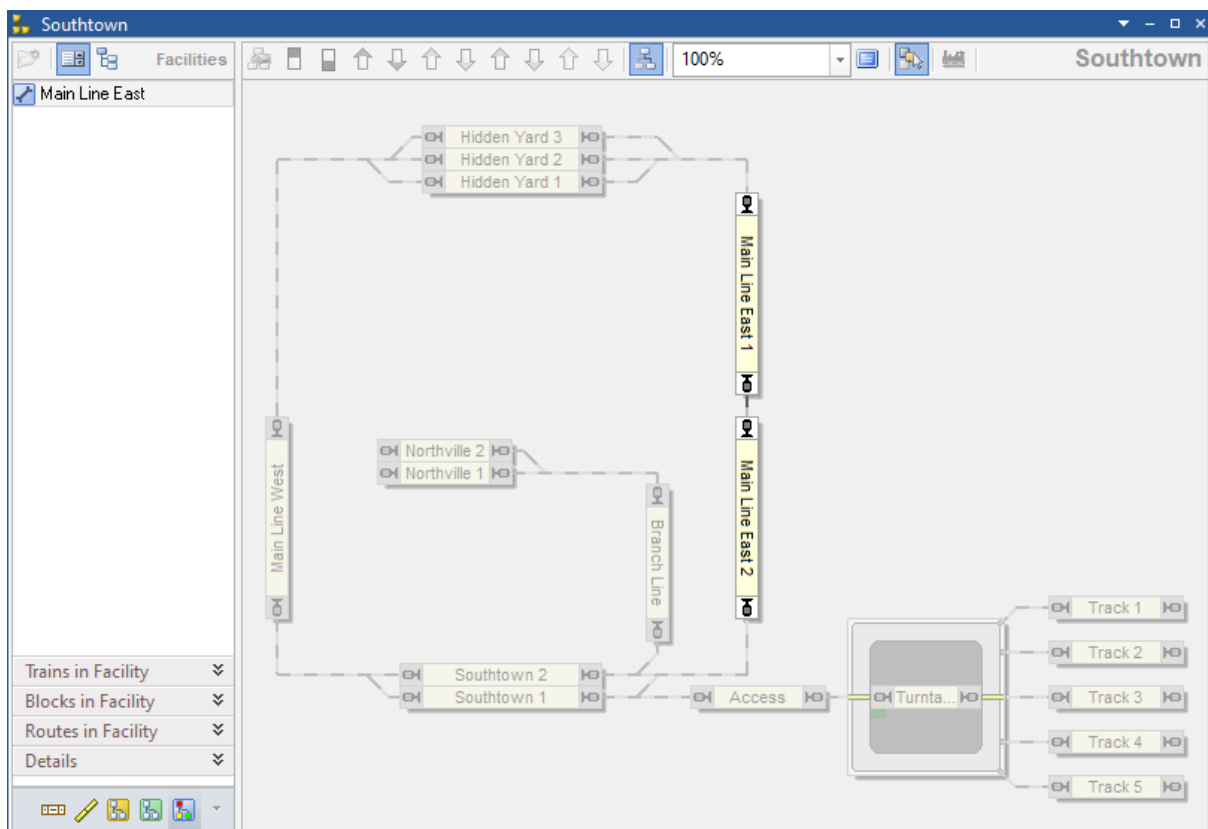 Southtown
Facilities
100%
Southtown
Main Line East
Hidden Yard 3
Hidden Yard 2
Hidden Yard 1
Main Line East 1
Northville 2
Northville 1
Main Line West
Branch Line
Main Line East 2
Track 1
Track 2
Track 3
Track 4
Track 5
Southtown 2
Southtown 1
Access
Turnta...
Trains in Facility
Blocks in Facility
Routes in Facility
Details